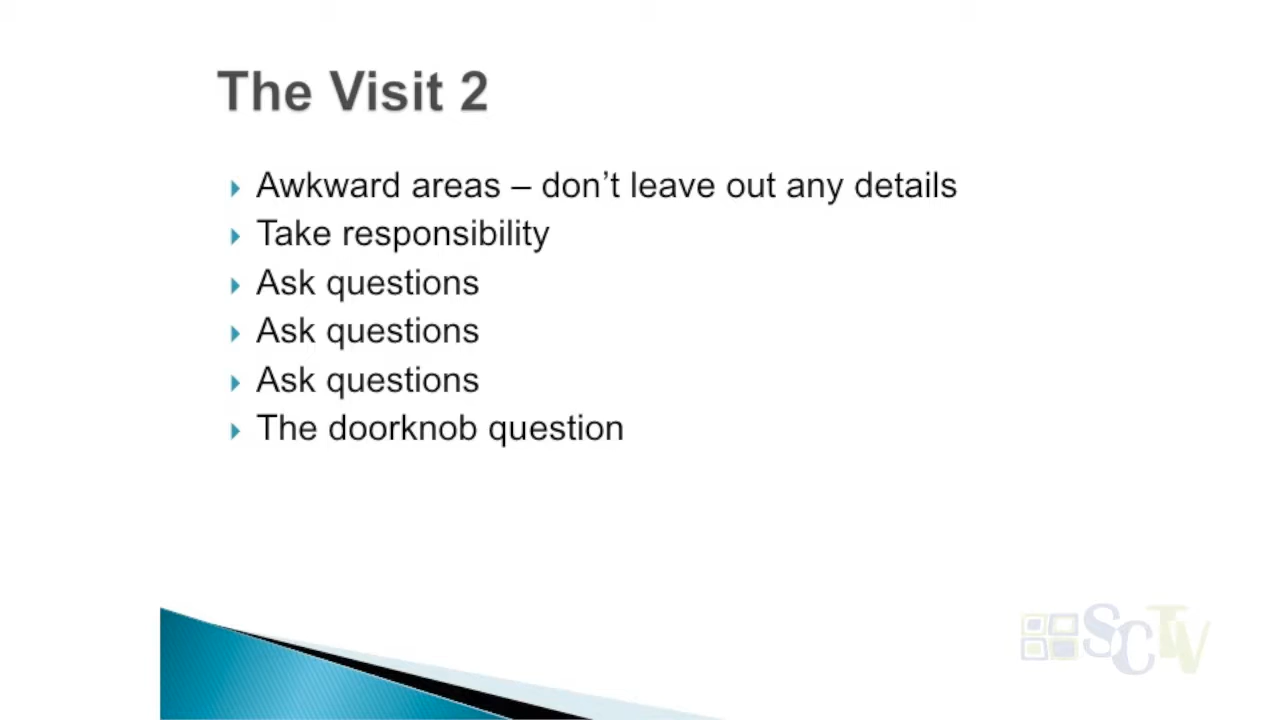 The Visit 2
Awkward areas – don’t leave out any details
Take responsibility
Ask questions
Ask questions
Ask questions
The doorknob question
SCTV